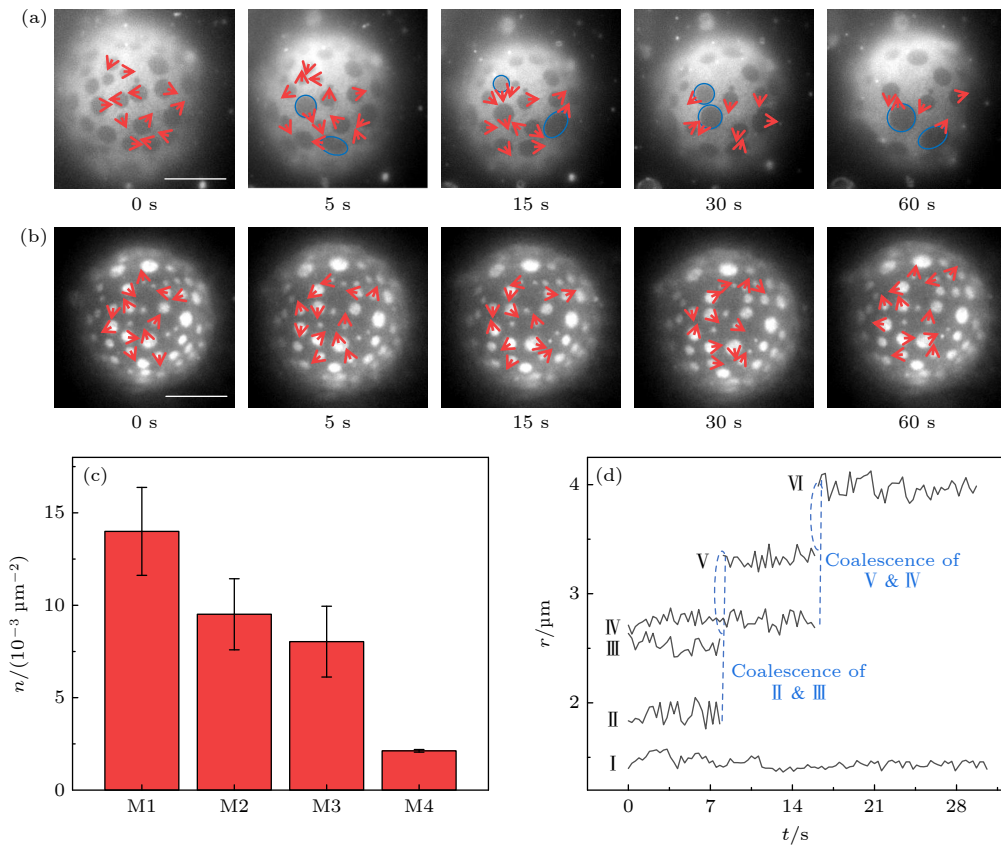 (a)
0 s 5 s 15 s 30 s 60 s
(b)
0 s 5 s 15 s 30 s 60 s
(c)
15
10
5
0
n/(10⁻³ µm⁻²)
M1 M2 M3 M4
(d)
4
3
2
r/µm
Ⅵ
Ⅴ
Coalescence of
Ⅴ & Ⅳ
Ⅳ
Ⅲ
Coalescence of
Ⅱ & Ⅲ
Ⅱ
Ⅰ
0 7 14 21 28
t/s